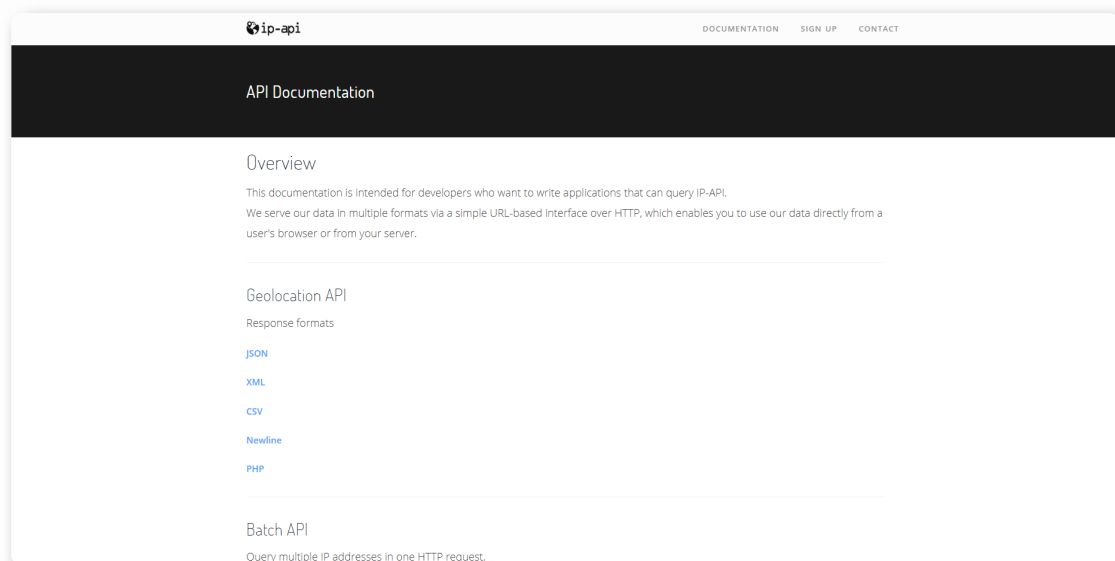 ip-api
DOCUMENTATION SIGN UP CONTACT
API Documentation
Overview
This documentation is intended for developers who want to write applications that can query IP-API.
We serve our data in multiple formats via a simple URL-based interface over HTTP, which enables you to use our data directly from a
user's browser or from your server.
Geolocation API
Response formats
JSON
XML
CSV
Newline
PHP
Batch API
Query multiple IP addresses in one HTTP request.